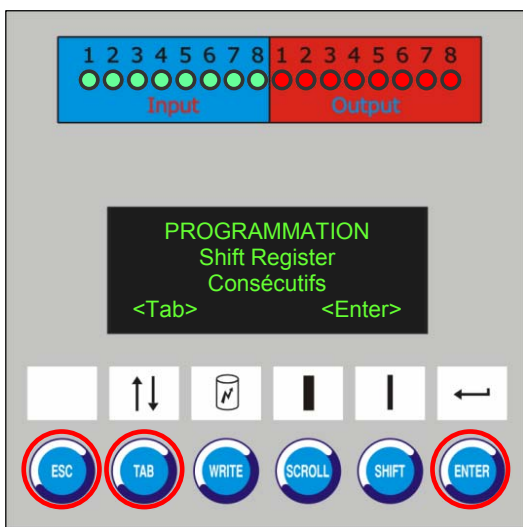 1 2 3 4 5 6 7 8 1 2 3 4 5 6 7 8
Input Output
PROGRAMMATION
Shift Register
Consécutifs
<Tab> <Enter>
ESC TAB WRITE SCROLL SHIFT ENTER